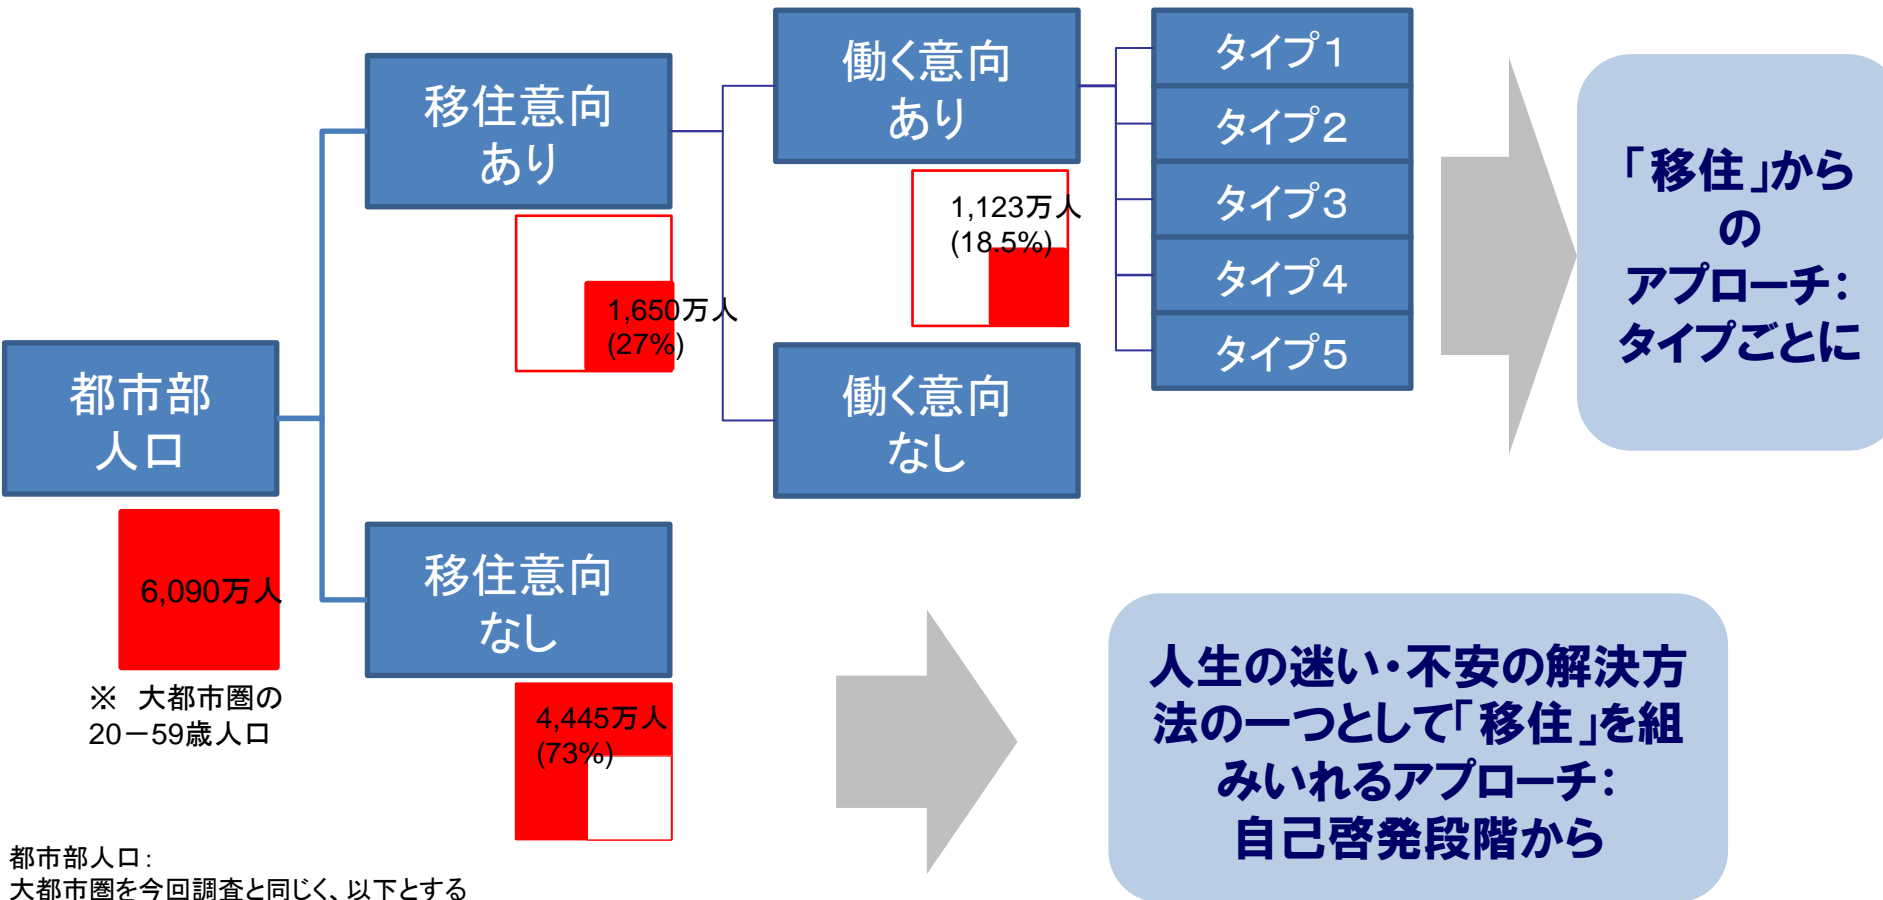 都市部
人口
6,090万人
※　大都市圏の
20－59歳人口
移住意向
あり
1,650万人
(27%)
移住意向
なし
4,445万人
(73%)
働く意向
あり
1,123万人
(18.5%)
働く意向
なし
タイプ1
タイプ2
タイプ3
タイプ4
タイプ5
「移住」から
の
アプローチ：
タイプごとに
人生の迷い・不安の解決方
法の一つとして「移住」を組
みいれるアプローチ：
自己啓発段階から
都市部人口：
大都市圏を今回調査と同じく、以下とする